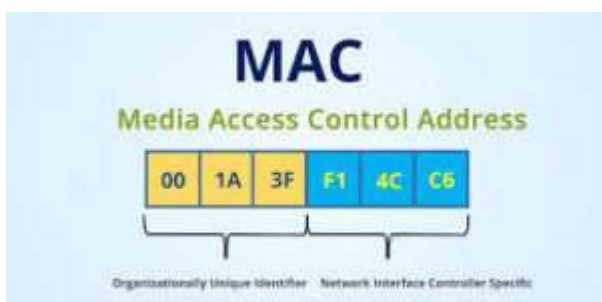 MAC
Media Access Control Address
00 1A 3F F1 4C C6
Organizationally Unique Identifier Network Interface Controller Specific